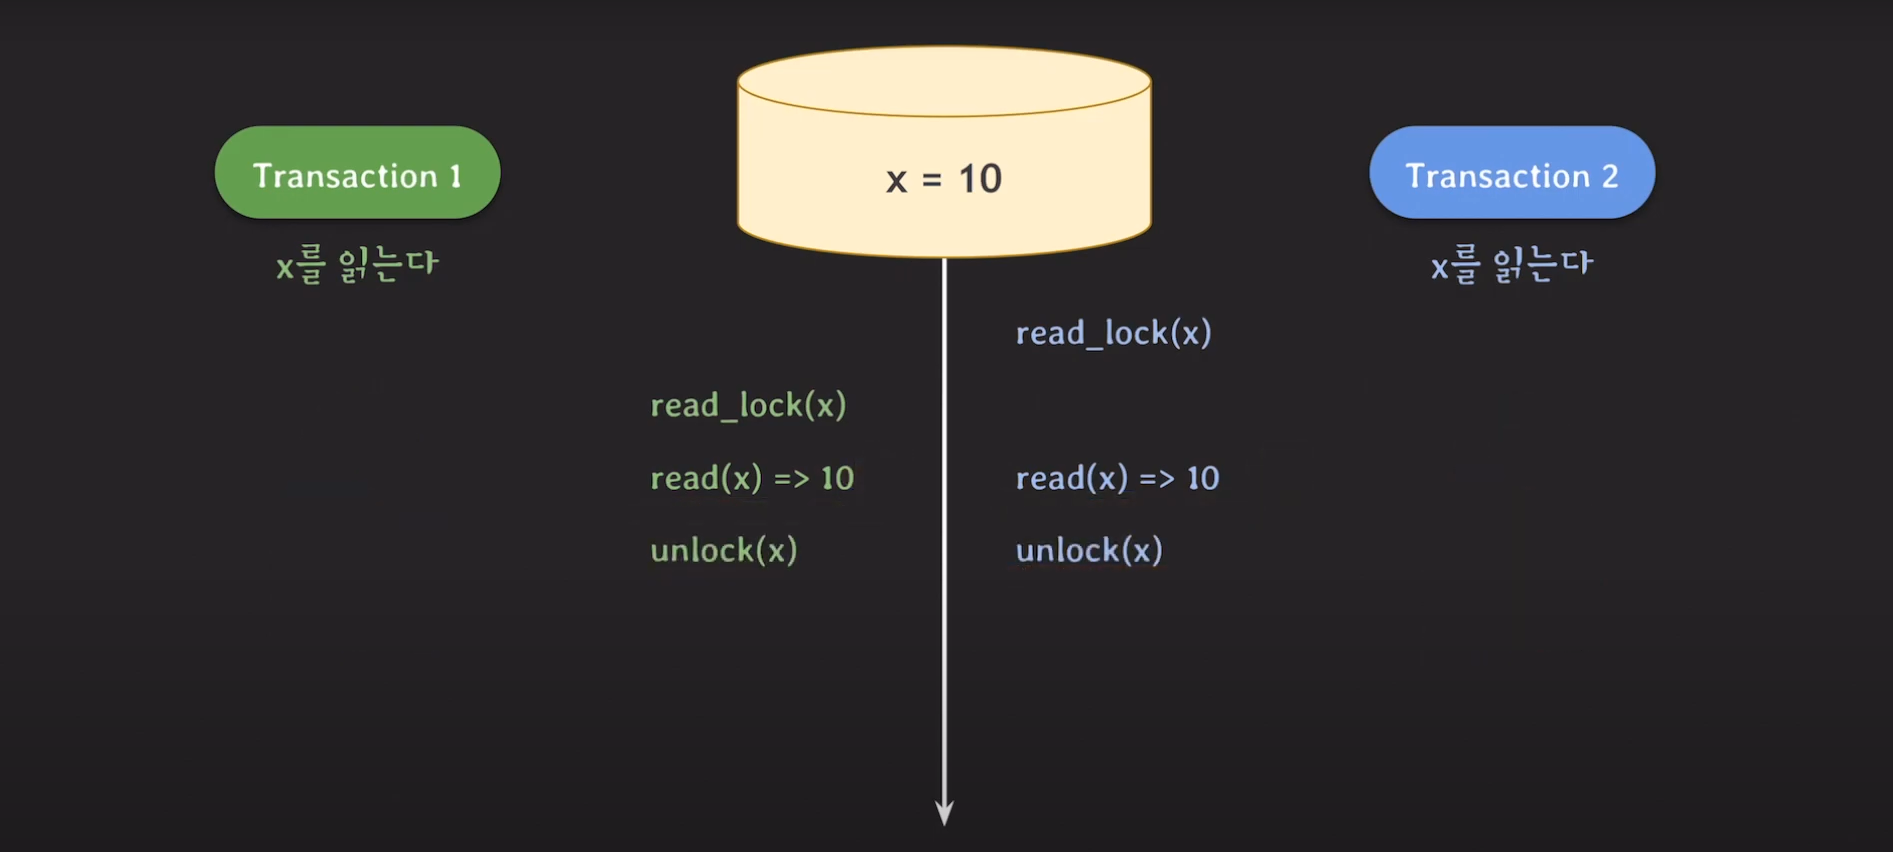 Transaction 1
x = 10
Transaction 2
x를 읽는다
x를 읽는다
read_lock(x)
read_lock(x)
read(x) => 10
read(x) => 10
unlock(x)
unlock(x)